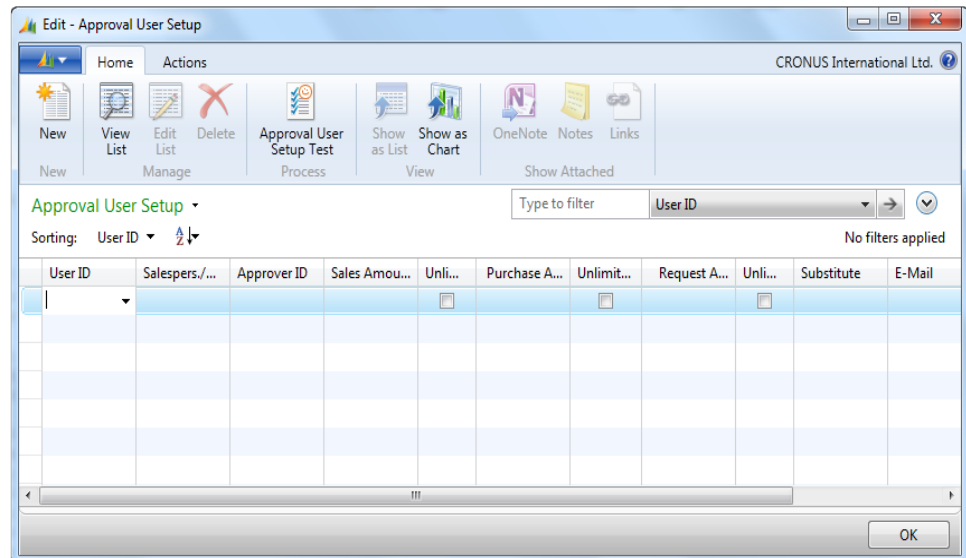 Edit - Approval User Setup
Home Actions CRONUS International Ltd.
New View List Edit List Delete Approval User Setup Test Show as List Show as Chart OneNote Notes Links
New Manage Process View Show Attached
Approval User Setup Type to filter User ID
Sorting: User ID No filters applied
User ID Salespers./... Approver ID Sales Amou... Unli... Purchase A... Unlimit... Request A... Unli... Substitute E-Mail
OK